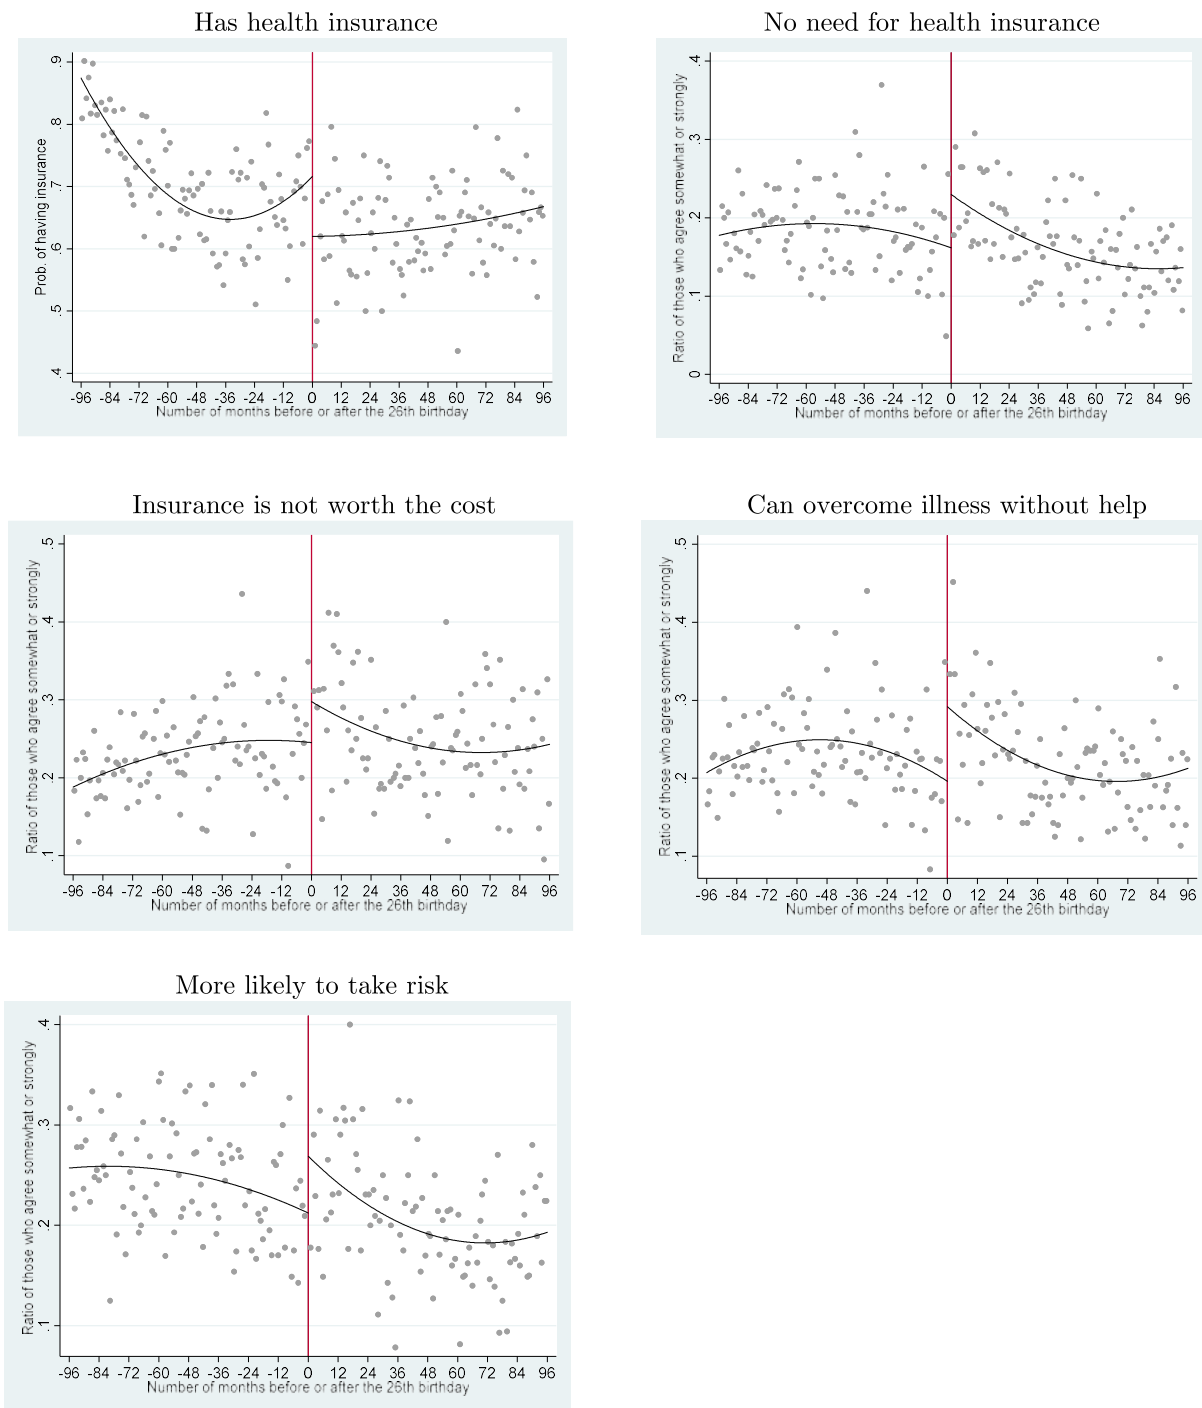 Has health insurance
Prob. of having insurance
.9
.8
.7
.6
.5
.4
-96 -84 -72 -60 -48 -36 -24 -12 0 12 24 36 48 60 72 84 96
Number of months before or after the 26th birthday
No need for health insurance
Ratio of those who agree somewhat or strongly
.4
.3
.2
.1
0
-96 -84 -72 -60 -48 -36 -24 -12 0 12 24 36 48 60 72 84 96
Number of months before or after the 26th birthday
Insurance is not worth the cost
Ratio of those who agree somewhat or strongly
.5
.4
.3
.2
.1
-96 -84 -72 -60 -48 -36 -24 -12 0 12 24 36 48 60 72 84 96
Number of months before or after the 26th birthday
Can overcome illness without help
Ratio of those who agree somewhat or strongly
.5
.4
.3
.2
.1
-96 -84 -72 -60 -48 -36 -24 -12 0 12 24 36 48 60 72 84 96
Number of months before or after the 26th birthday
More likely to take risk
Ratio of those who agree somewhat or strongly
.4
.3
.2
.1
-96 -84 -72 -60 -48 -36 -24 -12 0 12 24 36 48 60 72 84 96
Number of months before or after the 26th birthday